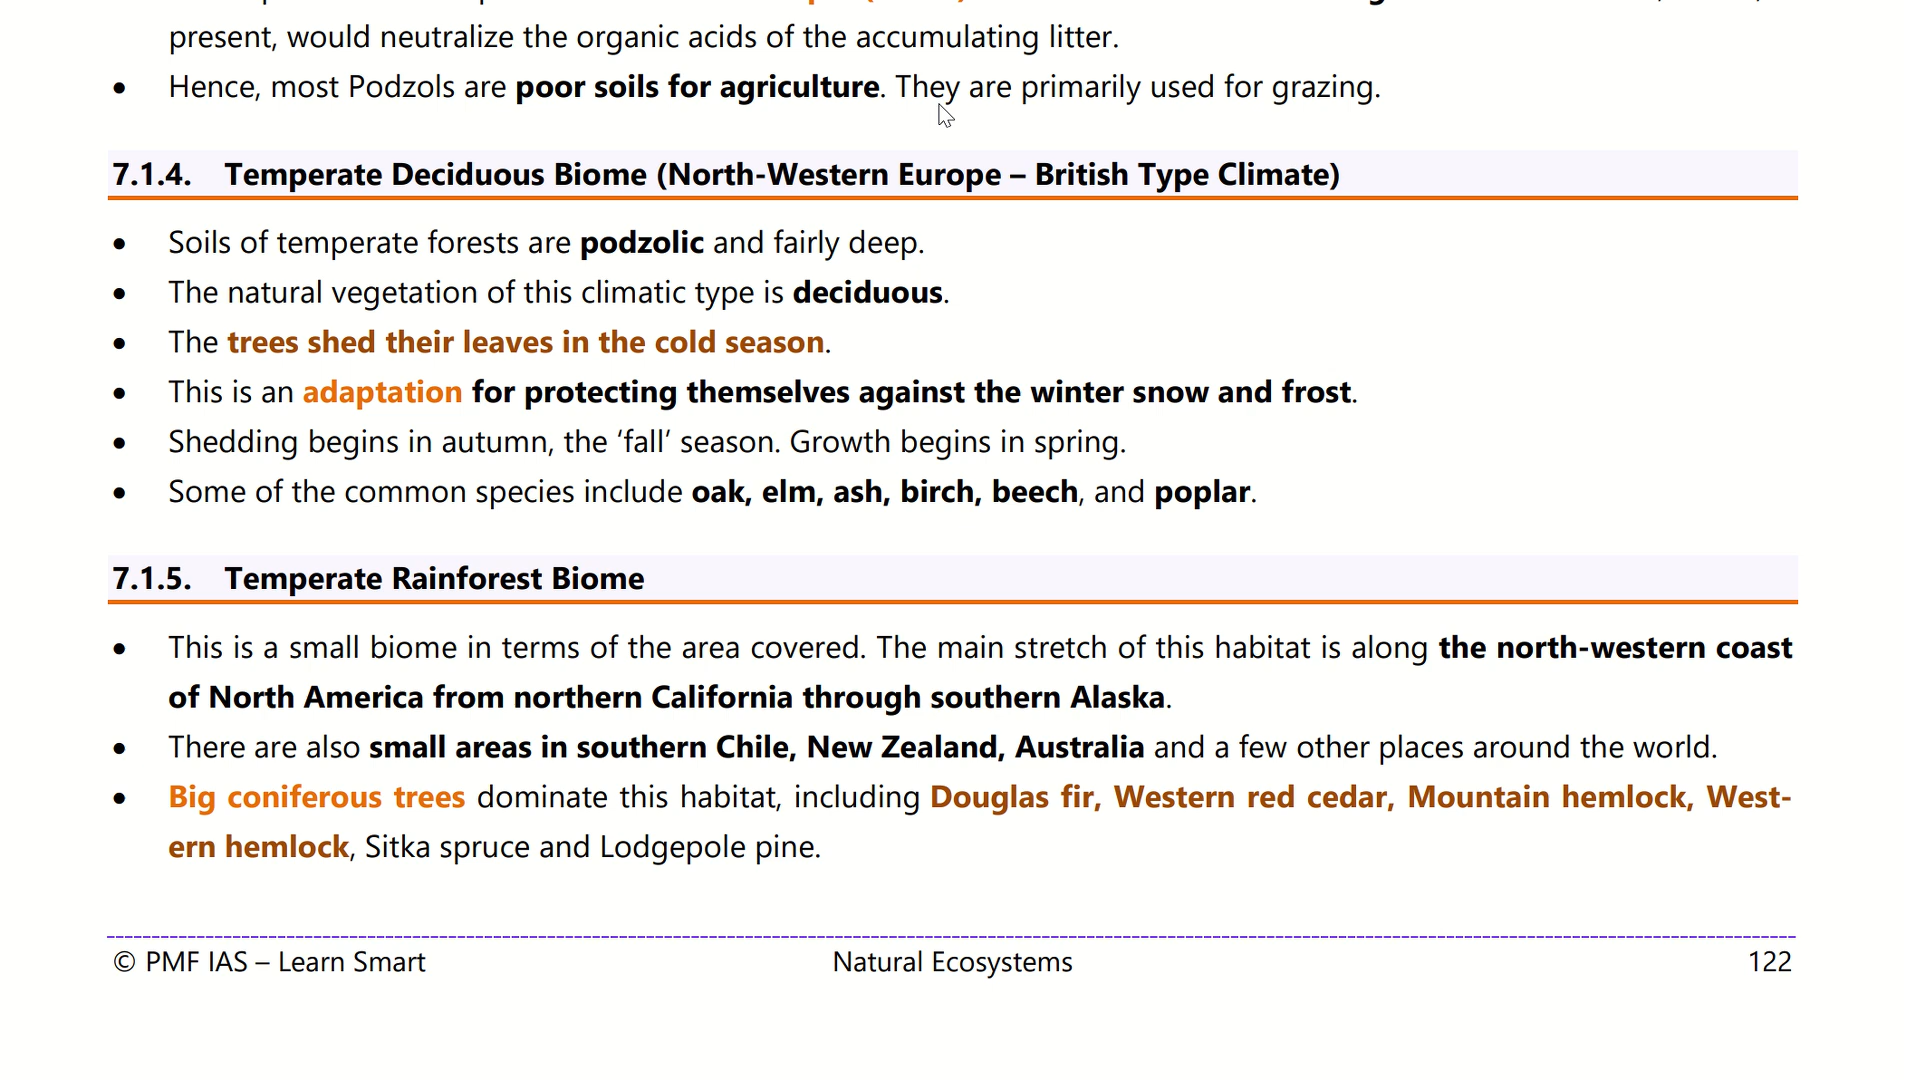 present, would neutralize the organic acids of the accumulating litter.
• Hence, most Podzols are poor soils for agriculture. They are primarily used for grazing.
7.1.4. Temperate Deciduous Biome (North-Western Europe – British Type Climate)
• Soils of temperate forests are podzolic and fairly deep.
• The natural vegetation of this climatic type is deciduous.
• The trees shed their leaves in the cold season.
• This is an adaptation for protecting themselves against the winter snow and frost.
• Shedding begins in autumn, the ‘fall’ season. Growth begins in spring.
• Some of the common species include oak, elm, ash, birch, beech, and poplar.
7.1.5. Temperate Rainforest Biome
• This is a small biome in terms of the area covered. The main stretch of this habitat is along the north-western coast
of North America from northern California through southern Alaska.
• There are also small areas in southern Chile, New Zealand, Australia and a few other places around the world.
• Big coniferous trees dominate this habitat, including Douglas fir, Western red cedar, Mountain hemlock, West-
ern hemlock, Sitka spruce and Lodgepole pine.
© PMF IAS – Learn Smart Natural Ecosystems 122